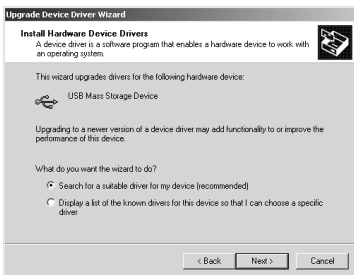 Upgrade Device Driver Wizard
Install Hardware Device Drivers
A device driver is a software program that enables a hardware device to work with
an operating system.
This wizard upgrades drivers for the following hardware device:
USB Mass Storage Device
Upgrading to a newer version of a device driver may add functionality to or improve the
performance of this device.
What do you want the wizard to do?
Search for a suitable driver for my device (recommended)
Display a list of the known drivers for this device so that I can choose a specific
driver
< Back
Next >
Cancel